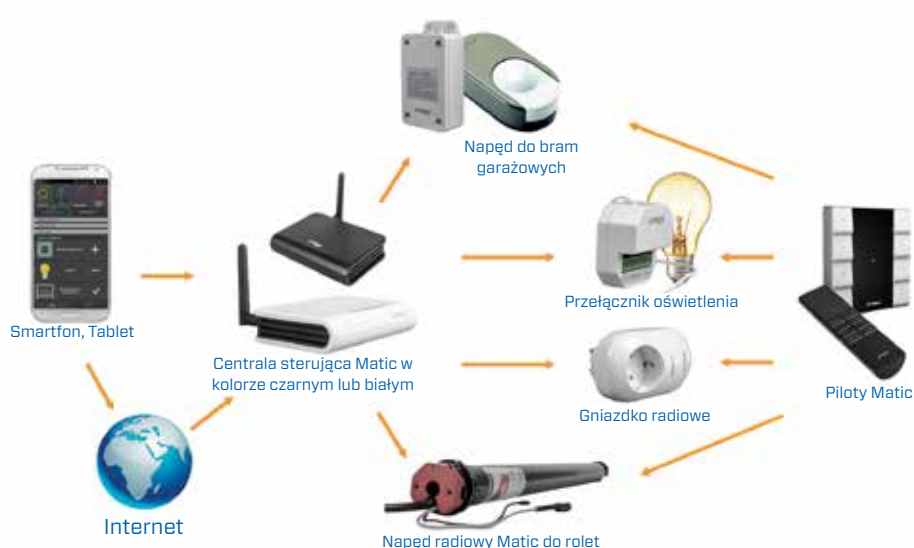 Napęd do bram
garażowych
Smartfon, Tablet
Centrala sterująca Matic w
kolorze czarnym lub białym
Przełącznik oświetlenia
Gniazdko radiowe
Piloty Matic
Internet
Napęd radiowy Matic do rolet